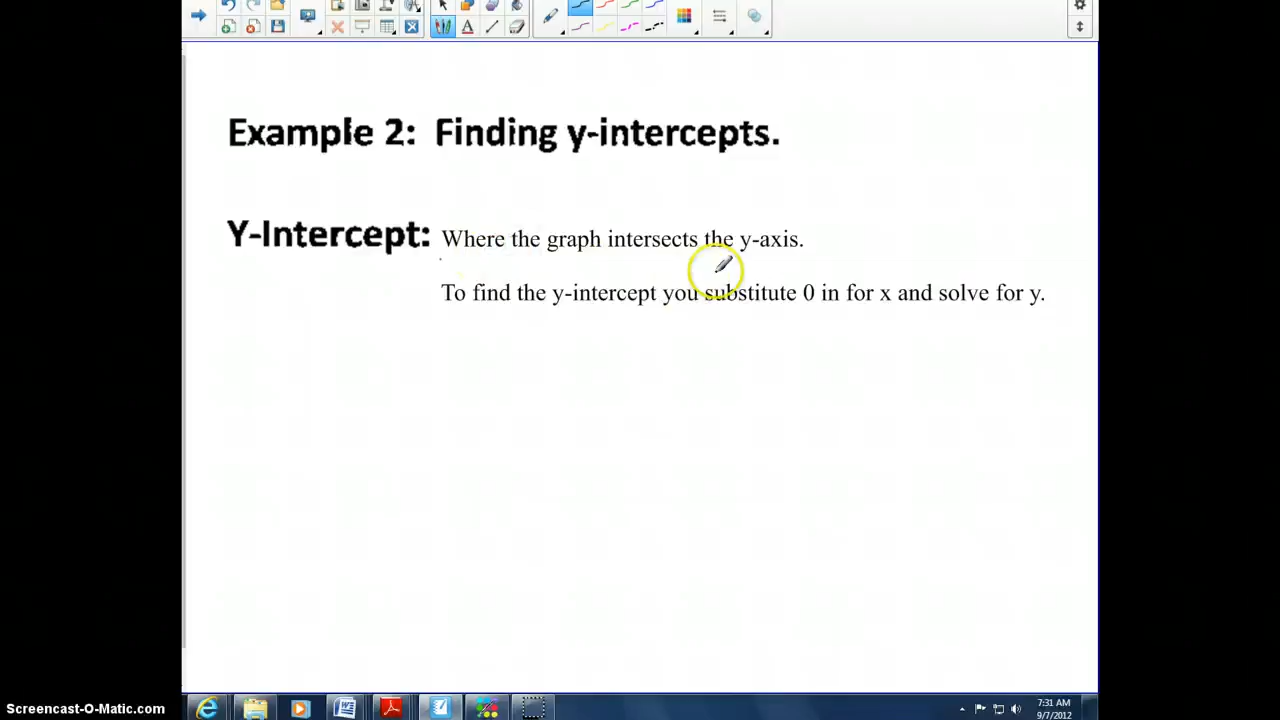 Example 2: Finding y-intercepts.
Y-Intercept: Where the graph intersects the y-axis.
To find the y-intercept you substitute 0 in for x and solve for y.
Screencast-O-Matic.com
7:31 AM
9/7/2012